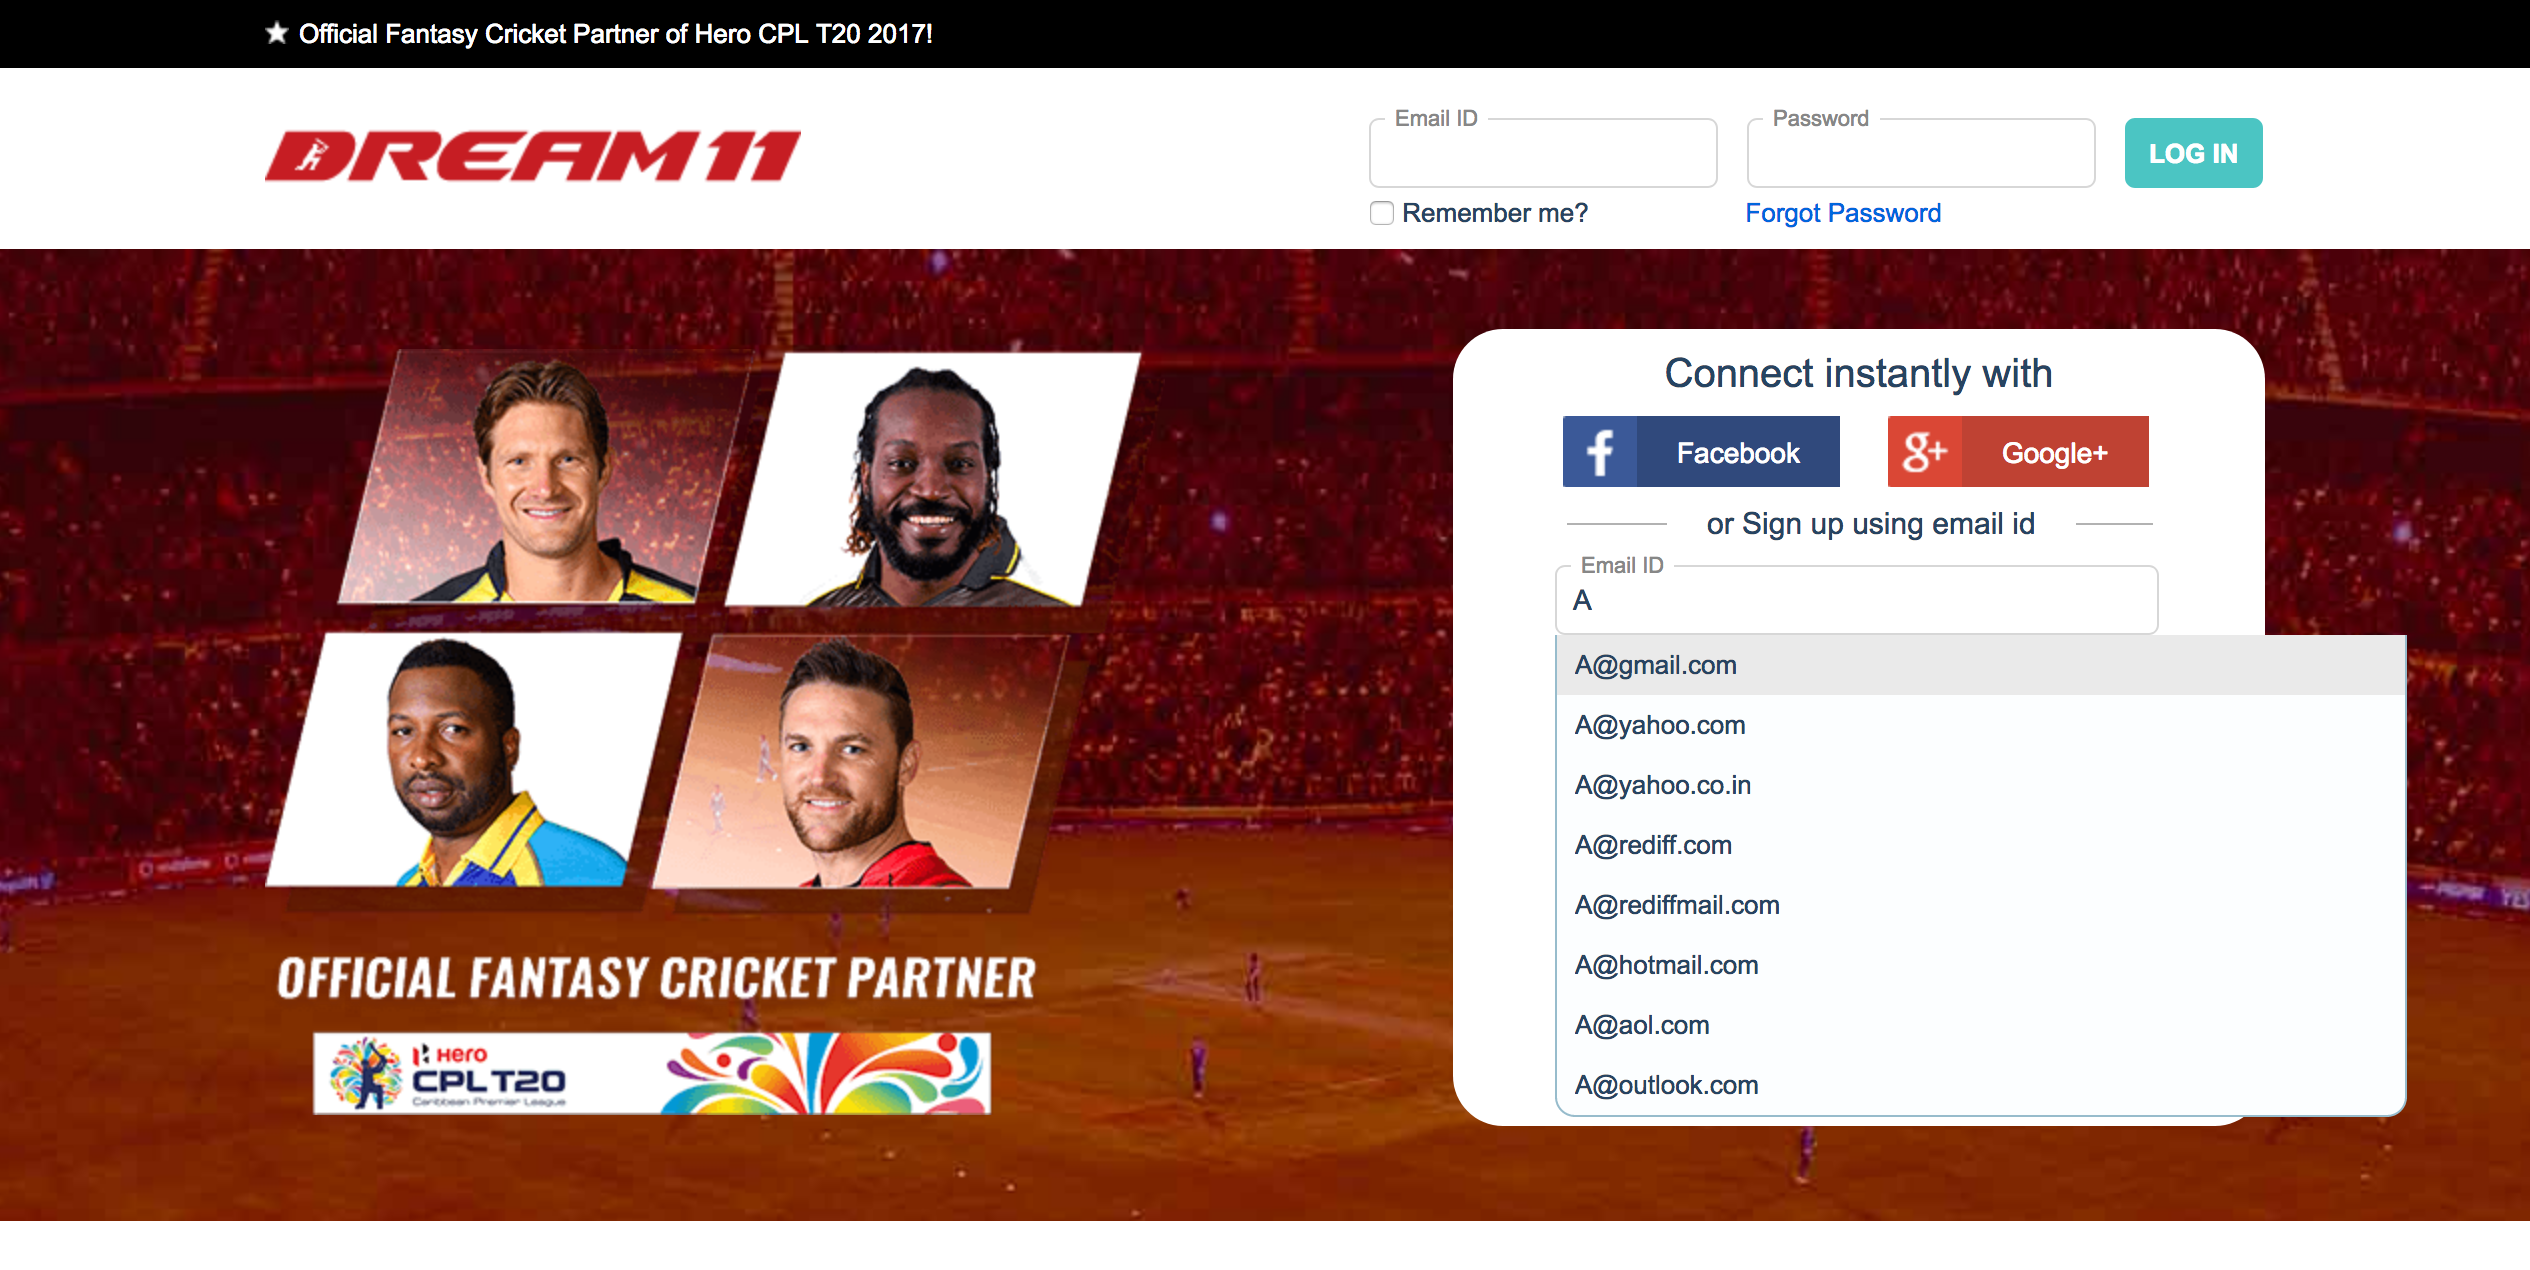 Official Fantasy Cricket Partner of Hero CPL T20 2017!
DREAM11
Email ID
Password
LOG IN
Remember me?
Forgot Password
Connect instantly with
f Facebook
g+ Google+
or Sign up using email id
Email ID
A
A@gmail.com
A@yahoo.com
A@yahoo.co.in
A@rediff.com
A@rediffmail.com
A@hotmail.com
A@aol.com
A@outlook.com
OFFICIAL FANTASY CRICKET PARTNER
Hero
CPL T20
Caribbean Premier League